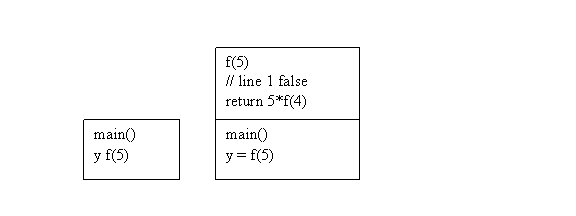 main()
y f(5)
f(5)
// line 1 false
return 5*f(4)
main()
y = f(5)